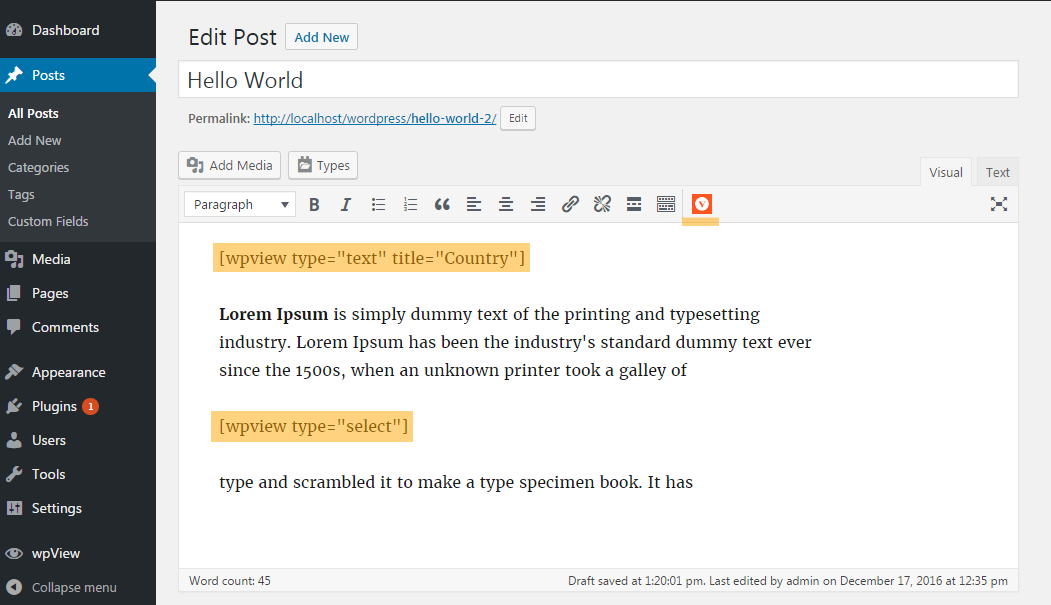 Dashboard
Posts
All Posts
Add New
Categories
Tags
Custom Fields
Media
Pages
Comments
Appearance
Plugins 1
Users
Tools
Settings
wpView
Collapse menu
Edit Post Add New
Hello World
Permalink: http://localhost/wordpress/hello-world-2/ Edit
Add Media Types
Visual Text
Paragraph B I V
[wpview type="text" title="Country"]
Lorem Ipsum is simply dummy text of the printing and typesetting
industry. Lorem Ipsum has been the industry's standard dummy text ever
since the 1500s, when an unknown printer took a galley of
[wpview type="select"]
type and scrambled it to make a type specimen book. It has
Word count: 45 Draft saved at 1:20:01 pm. Last edited by admin on December 17, 2016 at 12:35 pm